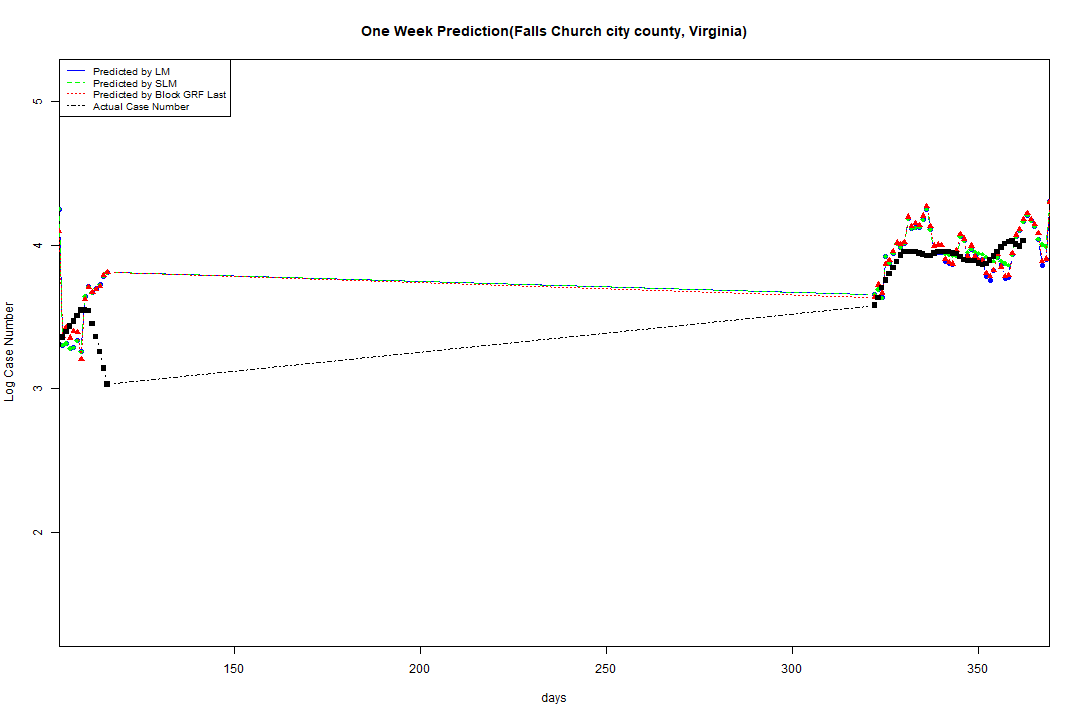 One Week Prediction(Falls Church city county, Virginia)
Predicted by LM
Predicted by SLM
Predicted by Block GRF Last
Actual Case Number
5
4
3
2
Log Case Number
150 200 250 300 350
days